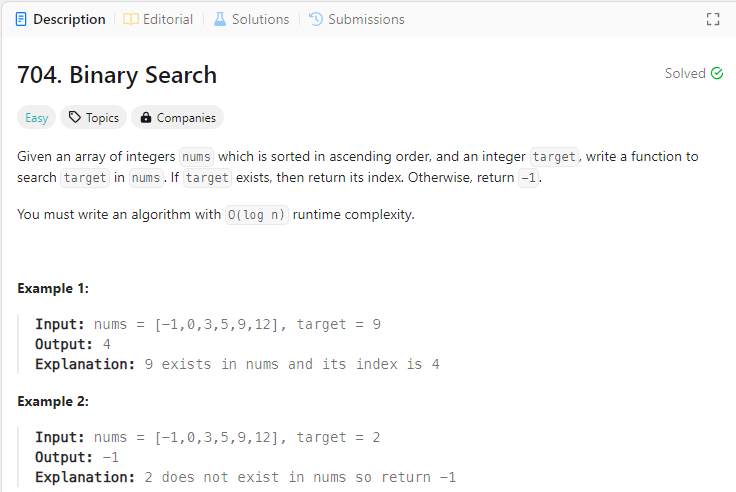 Description Editorial Solutions Submissions
704. Binary Search Solved
Easy Topics Companies
Given an array of integers nums which is sorted in ascending order, and an integer target, write a function to
search target in nums. If target exists, then return its index. Otherwise, return -1.
You must write an algorithm with O(log n) runtime complexity.
Example 1:
Input: nums = [-1,0,3,5,9,12], target = 9
Output: 4
Explanation: 9 exists in nums and its index is 4
Example 2:
Input: nums = [-1,0,3,5,9,12], target = 2
Output: -1
Explanation: 2 does not exist in nums so return -1